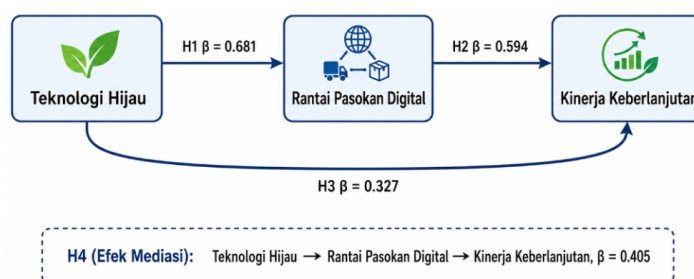 H1 β = 0.681
H2 β = 0.594
Teknologi Hijau
Rantai Pasokan Digital
Kinerja Keberlanjutan
H3 β = 0.327
H4 (Efek Mediasi): Teknologi Hijau → Rantai Pasokan Digital → Kinerja Keberlanjutan, β = 0.405